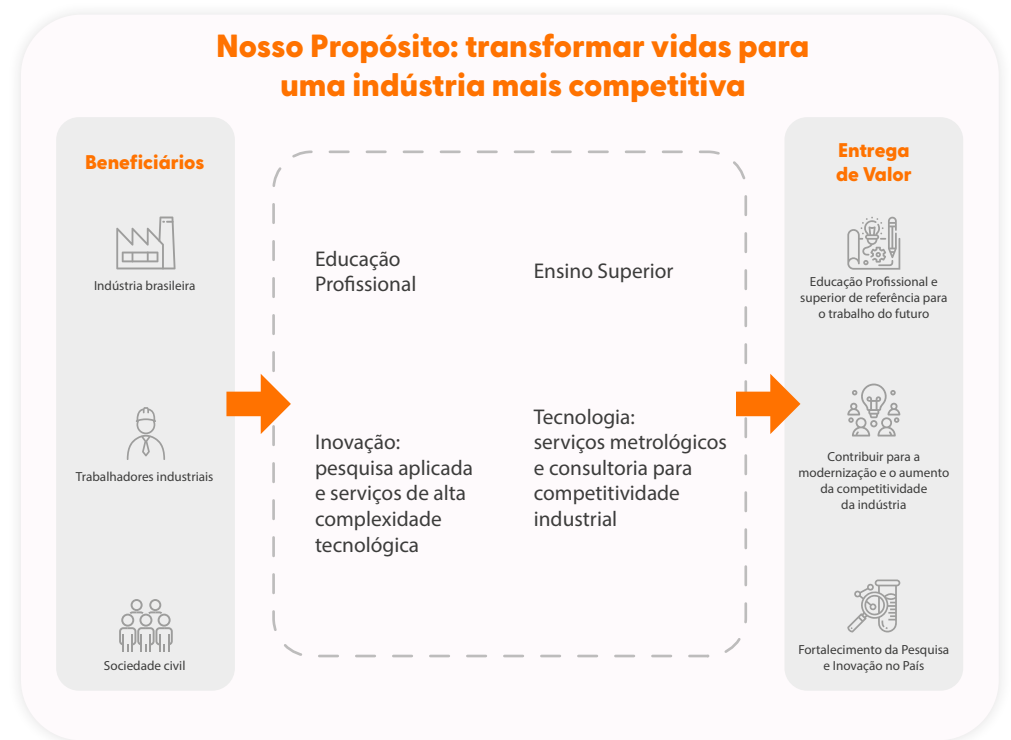 Nosso Propósito: transformar vidas para
uma indústria mais competitiva
Beneficiários
Indústria brasileira
Trabalhadores industriais
Sociedade civil
Educação
Profissional
Ensino Superior
Inovação:
pesquisa aplicada
e serviços de alta
complexidade
tecnológica
Tecnologia:
serviços metrológicos
e consultoria para
competitividade
industrial
Entrega
de Valor
Educação Profissional e
superior de referência para
o trabalho do futuro
Contribuir para a
modernização e o aumento
da competitividade
da indústria
Fortalecimento da Pesquisa
e Inovação no País